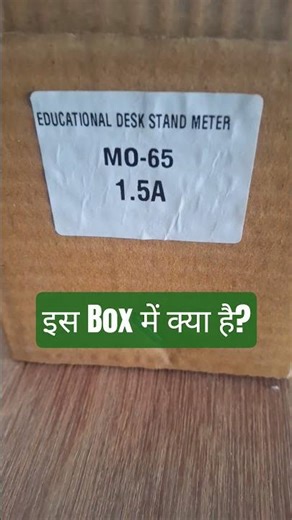 EDUCATIONAL DESK STAND METER
MO-65
1.5A
इस Box में क्या है?